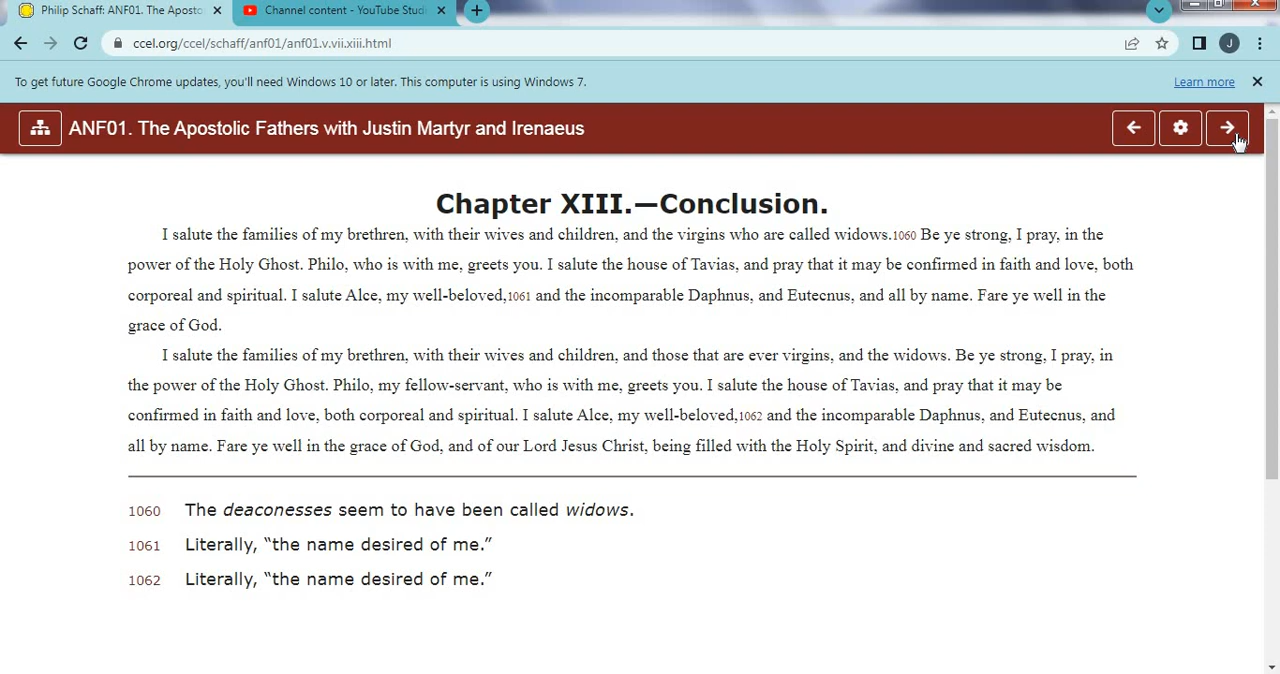 Philip Schaff: ANF01. The Aposto
Channel content - YouTube Studi
ccel.org/ccel/schaff/anf01/anf01.v.vii.xiii.html
J
To get future Google Chrome updates, you'll need Windows 10 or later. This computer is using Windows 7.
Learn more
ANF01. The Apostolic Fathers with Justin Martyr and Irenaeus
Chapter XIII.—Conclusion.
I salute the families of my brethren, with their wives and children, and the virgins who are called widows.1060 Be ye strong, I pray, in the
power of the Holy Ghost. Philo, who is with me, greets you. I salute the house of Tavias, and pray that it may be confirmed in faith and love, both
corporeal and spiritual. I salute Alce, my well-beloved,1061 and the incomparable Daphnus, and Eutecnus, and all by name. Fare ye well in the
grace of God.
I salute the families of my brethren, with their wives and children, and those that are ever virgins, and the widows. Be ye strong, I pray, in
the power of the Holy Ghost. Philo, my fellow-servant, who is with me, greets you. I salute the house of Tavias, and pray that it may be
confirmed in faith and love, both corporeal and spiritual. I salute Alce, my well-beloved,1062 and the incomparable Daphnus, and Eutecnus, and
all by name. Fare ye well in the grace of God, and of our Lord Jesus Christ, being filled with the Holy Spirit, and divine and sacred wisdom.
1060 The deaconesses seem to have been called widows.
1061 Literally, “the name desired of me.”
1062 Literally, “the name desired of me.”